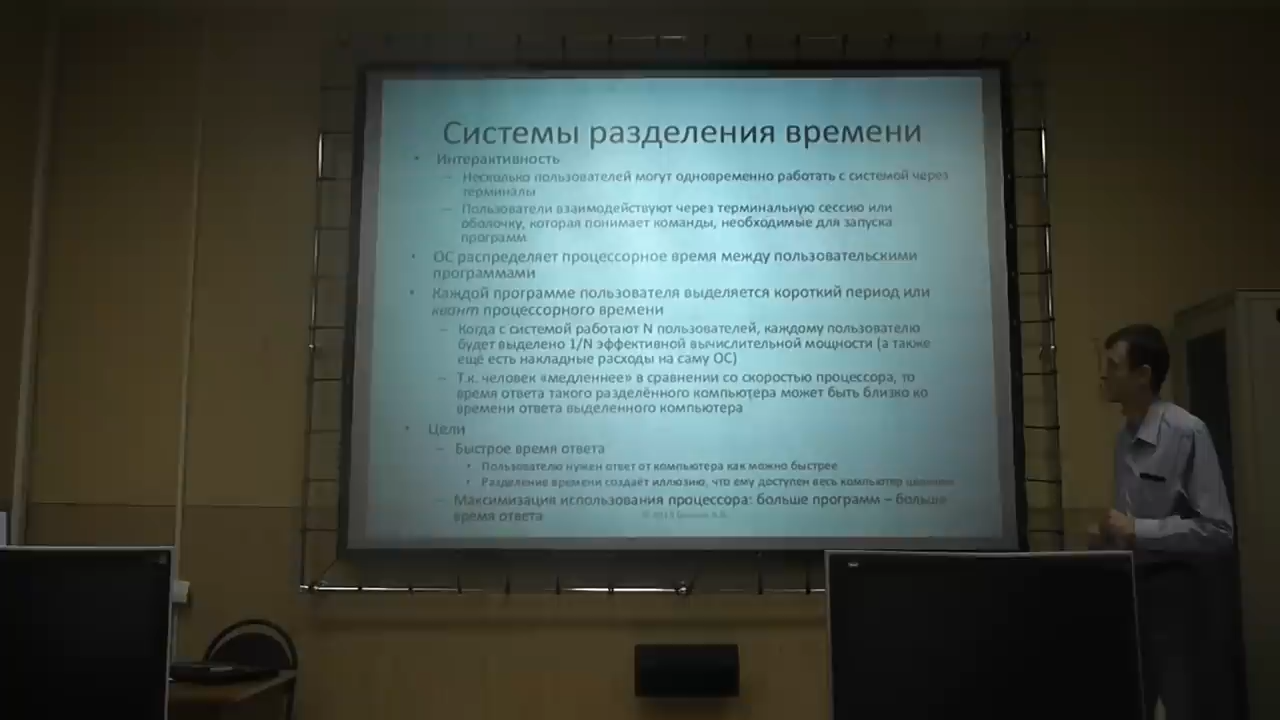 Системы разделения времени
• Интерактивность
– Несколько пользователей могут одновременно работать с системой через
терминалы
– Пользователи взаимодействуют через терминальную сессию или
оболочку, которая понимает команды, необходимые для запуска
программ
• ОС распределяет процессорное время между пользовательскими
программами
• Каждой программе пользователя выделяется короткий период или
квант процессорного времени
– Когда с системой работают N пользователей, каждому пользователю
будет выделено 1/N эффективной вычислительной мощности (а также
ещё есть накладные расходы на саму ОС)
– Т.к. человек «медленнее» в сравнении со скоростью процессора, то
время ответа такого разделённого компьютера может быть близко ко
времени ответа выделенного компьютера
• Цели
– Быстрое время ответа
• Пользователю нужен ответ от компьютера как можно быстрее
• Разделение времени создаёт иллюзию, что ему доступен весь компьютер целиком
– Максимизация использования процессора: больше программ – больше
время ответа